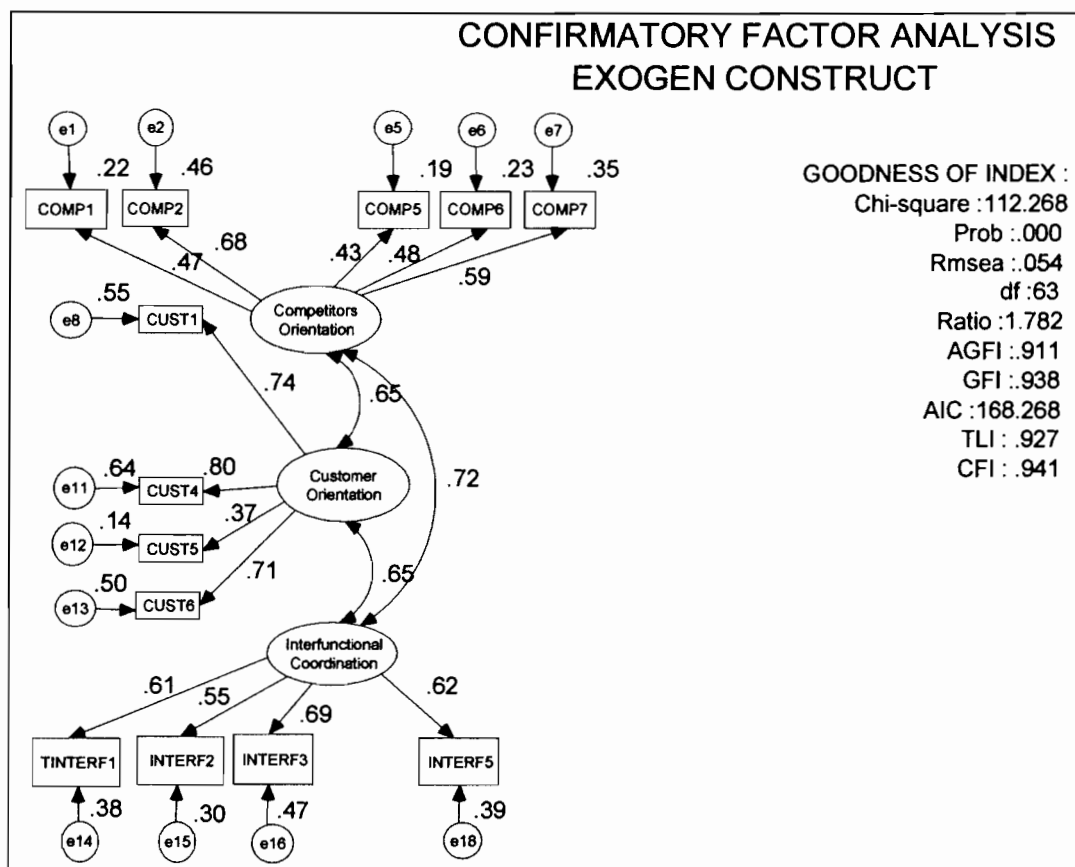 CONFIRMATORY FACTOR ANALYSIS
EXOGEN CONSTRUCT
e1 e2 e5 e6 e7
.22 .46 .19 .23 .35
COMP1 COMP2 COMP5 COMP6 COMP7
.47 .68 .43 .48 .59
GOODNESS OF INDEX :
Chi-square :112.268
Prob :.000
Rmsea :.054
df :63
Ratio :1.782
AGFI :.911
GFI :.938
AIC :168.268
TLI : .927
CFI : .941
Competitors
Orientation
.55
e8 CUST1
.74 .65
Customer
Orientation
.72
e11 .64 CUST4 .80
e12 .14 CUST5 .37
e13 .50 CUST6 .71
.65
Interfunctional
Coordination
.61 .55 .69 .62
TINTERF1 INTERF2 INTERF3 INTERF5
.38 .30 .47 .39
e14 e15 e16 e18